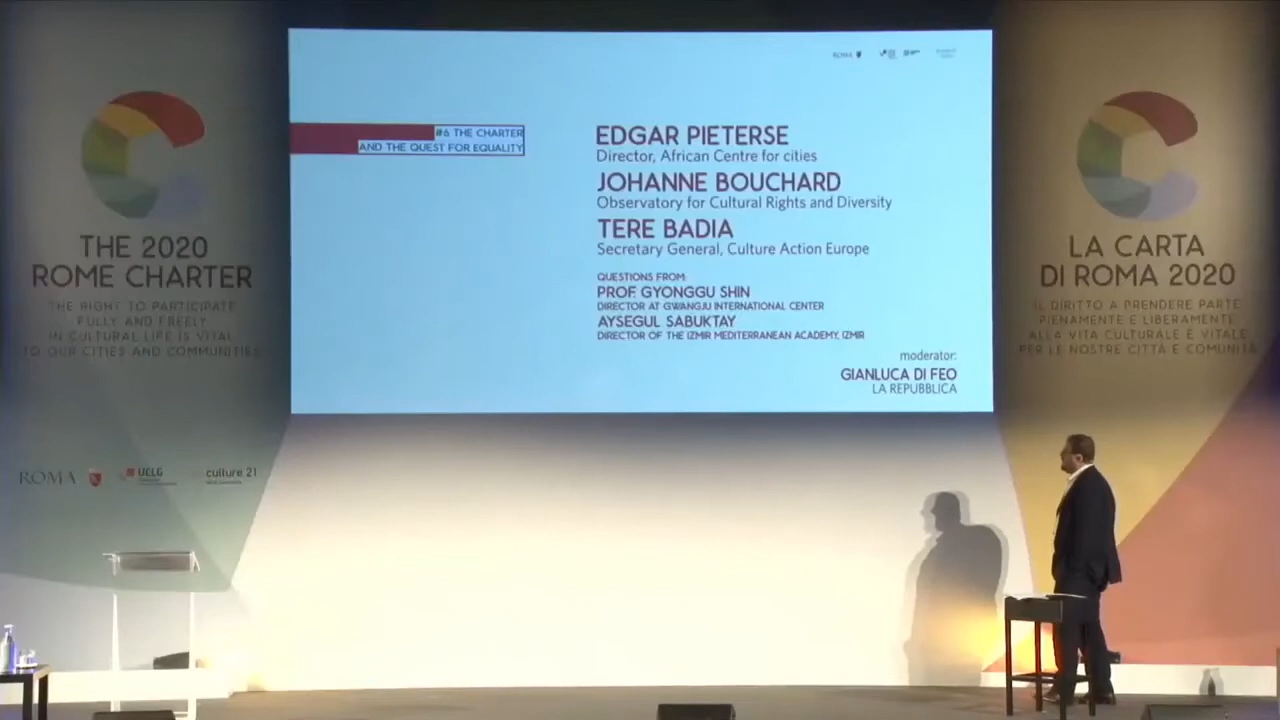 ROMA
#6 THE CHARTER
AND THE QUEST FOR EQUALITY
EDGAR PIETERSE
Director, African Centre for cities
JOHANNE BOUCHARD
Observatory for Cultural Rights and Diversity
TERE BADIA
Secretary General, Culture Action Europe
QUESTIONS FROM:
PROF. GYONGGU SHIN
DIRECTOR AT GWANGJU INTERNATIONAL CENTER
AYSEGUL SABUKTAY
DIRECTOR OF THE IZMIR MEDITERRANEAN ACADEMY, IZMIR
moderator:
GIANLUCA DI FEO
LA REPUBBLICA
THE 2020
ROME CHARTER
THE RIGHT TO PARTICIPATE
FULLY AND FREELY
IN CULTURAL LIFE IS VITAL
TO OUR CITIES AND COMMUNITIES
ROMA
UCLG
culture 21
LA CARTA
DI ROMA 2020
IL DIRITTO A PRENDERE PARTE
PIENAMENTE E LIBERAMENTE
ALLA VITA CULTURALE È VITALE
PER LE NOSTRE CITTÀ E COMUNITÀ